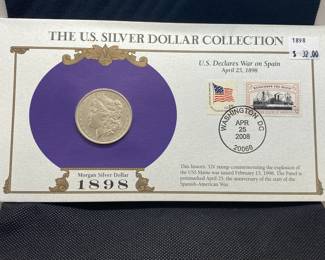 THE U.S. SILVER DOLLAR COLLECTION
1898
$ 32.00
U.S. Declares War on Spain
April 25, 1898
WASHINGTON DC
APR
25
2008
20066
This historic US stamp commemorating the explosion of
the USS Maine was issued February 15, 1998. The Panel is
postmarked April 25, the anniversary of the start of the
Spanish-American War.
Morgan Silver Dollar
1898